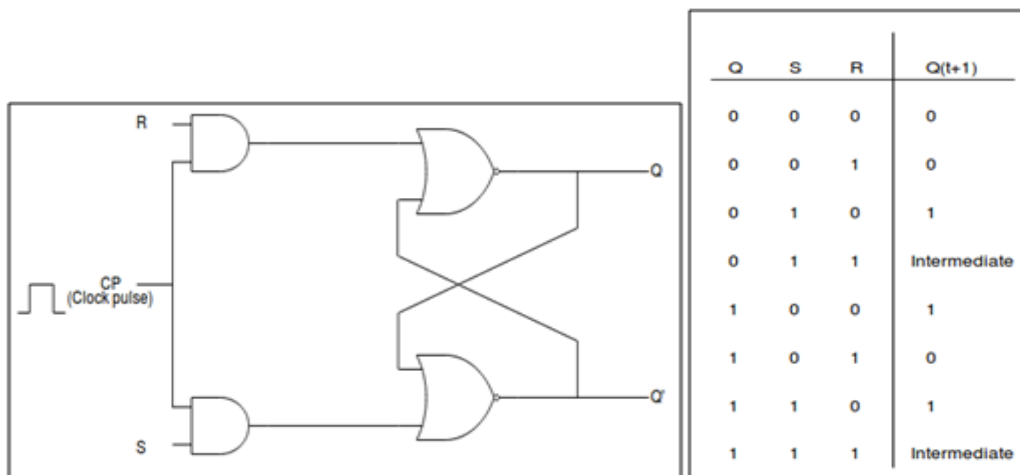 R
Q
CP
(Clock pulse)
Q'
S
Q S R Q(t+1)
0 0 0 0
0 0 1 0
0 1 0 1
0 1 1 Intermediate
1 0 0 1
1 0 1 0
1 1 0 1
1 1 1 Intermediate